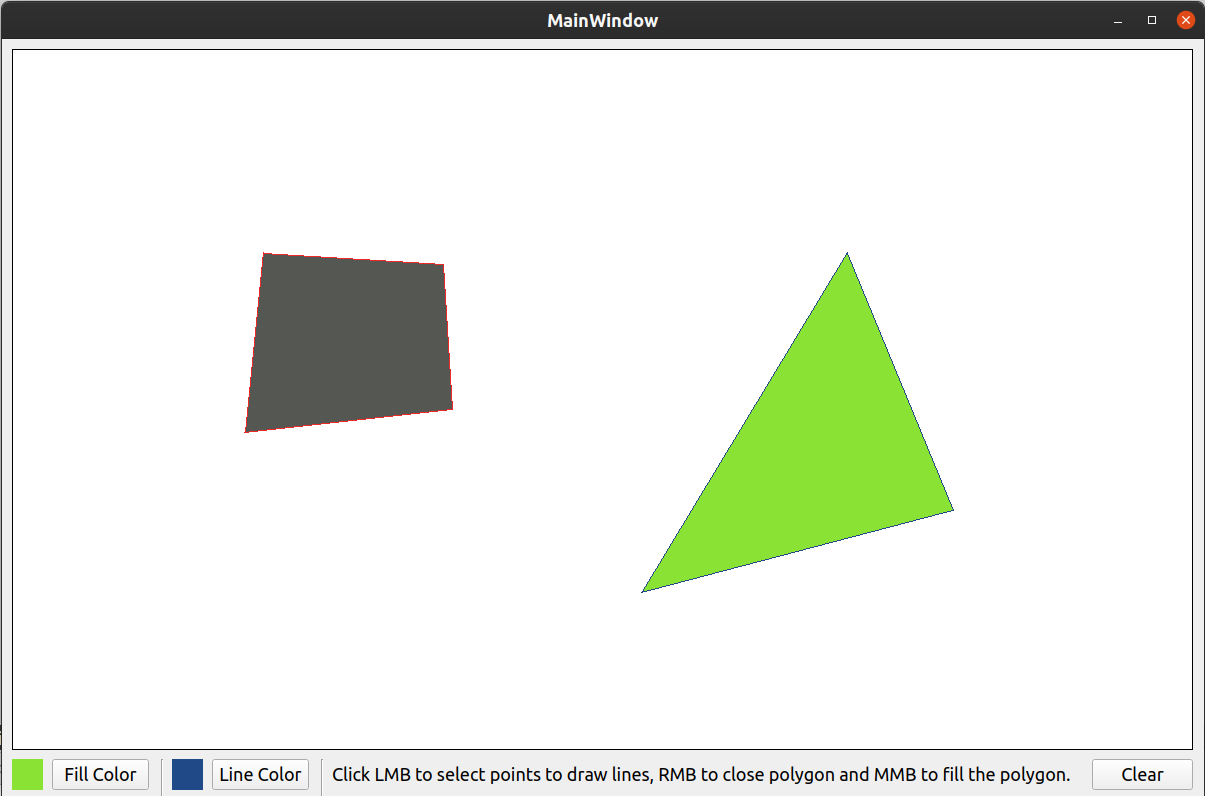 MainWindow
Fill Color
Line Color
Click LMB to select points to draw lines, RMB to close polygon and MMB to fill the polygon.
Clear